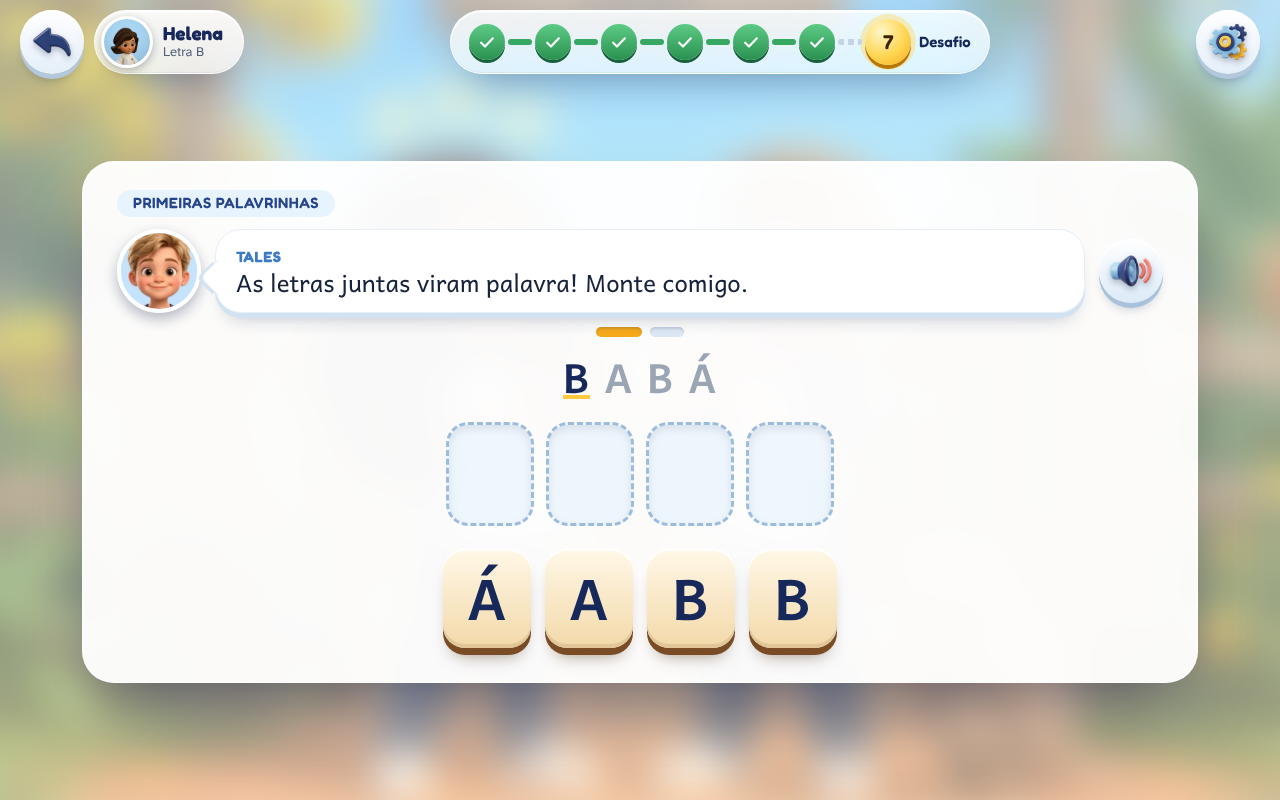 Helena
Letra B
7
Desafio
PRIMEIRAS PALAVRINHAS
TALES
As letras juntas viram palavra! Monte comigo.
B A B Á
Á A B B